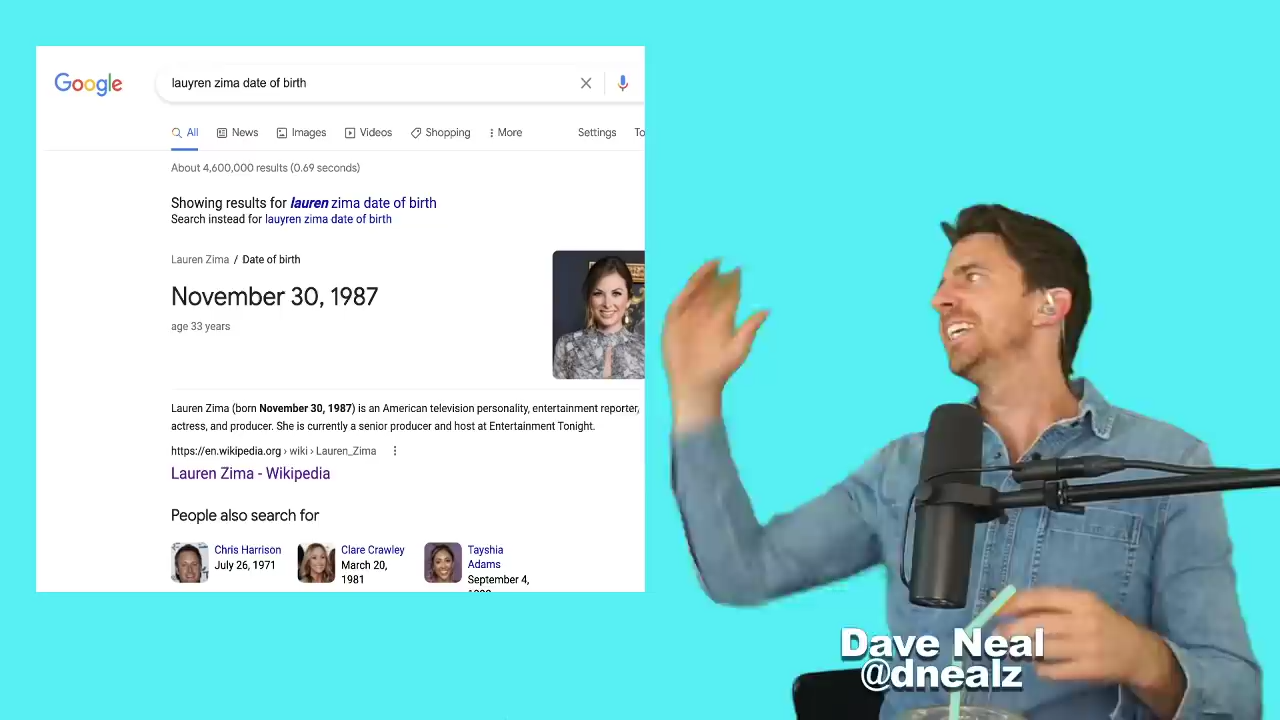 Google
lauyren zima date of birth
All
News
Images
Videos
Shopping
More
Settings
To
About 4,600,000 results (0.69 seconds)
Showing results for lauren zima date of birth
Search instead for lauyren zima date of birth
Lauren Zima / Date of birth
November 30, 1987
age 33 years
Lauren Zima (born November 30, 1987) is an American television personality, entertainment reporter,
actress, and producer. She is currently a senior producer and host at Entertainment Tonight.
https://en.wikipedia.org › wiki › Lauren_Zima
Lauren Zima - Wikipedia
People also search for
Chris Harrison
July 26, 1971
Clare Crawley
March 20,
1981
Tayshia
Adams
September 4,
Dave Neal
@dnealz